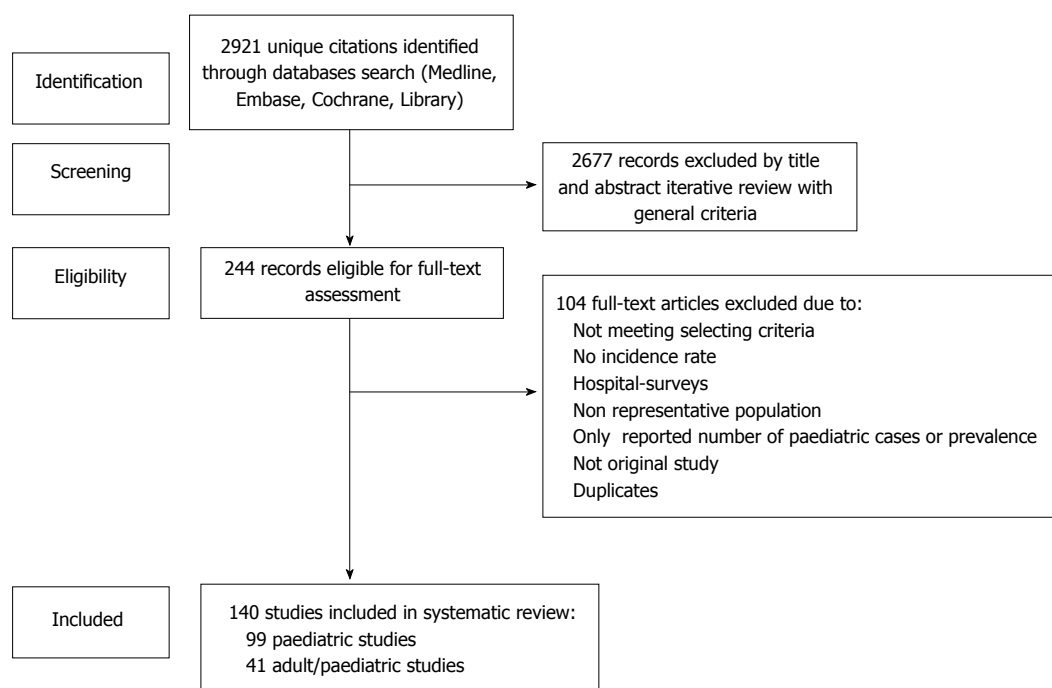 Identification
2921 unique citations identified
through databases search (Medline,
Embase, Cochrane, Library)
Screening
2677 records excluded by title
and abstract iterative review with
general criteria
Eligibility
244 records eligible for full-text
assessment
104 full-text articles excluded due to:
Not meeting selecting criteria
No incidence rate
Hospital-surveys
Non representative population
Only reported number of paediatric cases or prevalence
Not original study
Duplicates
Included
140 studies included in systematic review:
99 paediatric studies
41 adult/paediatric studies